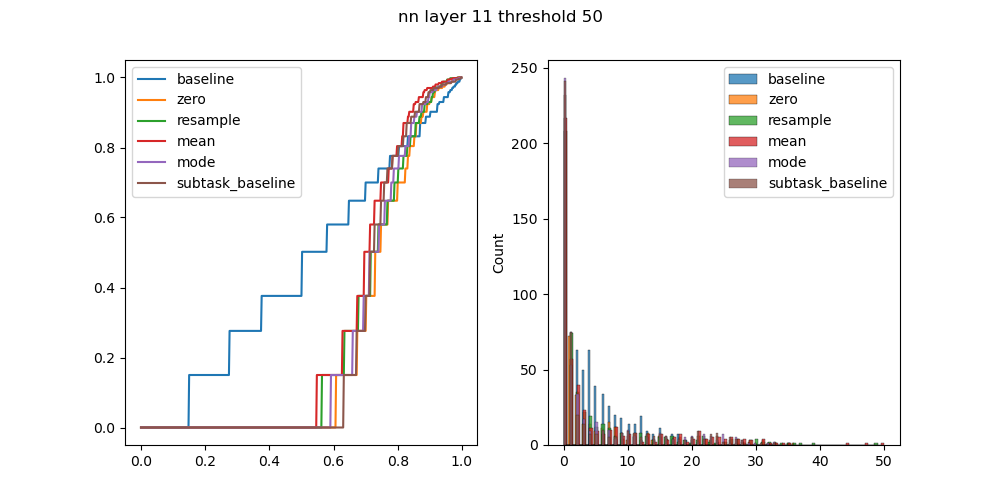 nn layer 11 threshold 50
baseline
zero
resample
mean
mode
subtask_baseline
1.0
0.8
0.6
0.4
0.2
0.0
0.0 0.2 0.4 0.6 0.8 1.0
baseline
zero
resample
mean
mode
subtask_baseline
Count
250
200
150
100
50
0
0 10 20 30 40 50